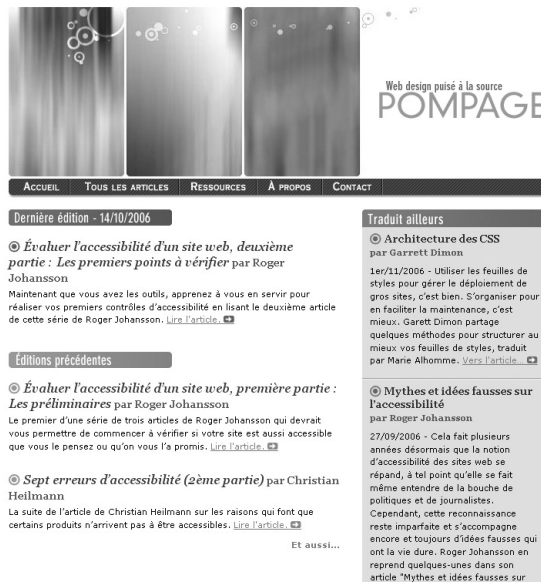 Web design puisé à la source
POMPAGE
Accueil Tous les articles Ressources À propos Contact
Dernière édition - 14/10/2006
Évaluer l'accessibilité d'un site web, deuxième
partie : Les premiers points à vérifier par Roger
Johansson
Maintenant que vous avez les outils, apprenez à vous en servir pour
réaliser vos premiers contrôles d'accessibilité en lisant le deuxième article
de cette série de Roger Johansson. Lire l'article.
Éditions précédentes
Évaluer l'accessibilité d'un site web, première partie :
Les préliminaires par Roger Johansson
Le premier d'une série de trois articles de Roger Johansson qui devrait
vous permettre de commencer à vérifier si votre site est aussi accessible
que vous le pensez ou qu'on vous l'a promis. Lire l'article.
Sept erreurs d'accessibilité (2ème partie) par Christian
Heilmann
La suite de l'article de Christian Heilmann sur les raisons qui font que
certains produits n'arrivent pas à être accessibles. Lire l'article.
Et aussi...
Traduit ailleurs
Architecture des CSS
par Garrett Dimon
1er/11/2006 - Utiliser les feuilles de
styles pour gérer le déploiement de
gros sites, c'est bien. S'organiser pour
en faciliter la maintenance, c'est
mieux. Garett Dimon partage
quelques méthodes pour structurer au
mieux vos feuilles de styles, traduit
par Marie Alhomme. Vers l'article...
Mythes et idées fausses sur
l'accessibilité
par Roger Johansson
27/09/2006 - Cela fait plusieurs
années désormais que la notion
d'accessibilité des sites web se
répand, à tel point qu'elle se fait
même entendre de la bouche de
politiques et de journalistes.
Cependant, cette reconnaissance
reste imparfaite et s'accompagne
encore et toujours d'idées fausses qui
ont la vie dure. Roger Johansson en
reprend quelques-unes dans son
article "Mythes et idées fausses sur